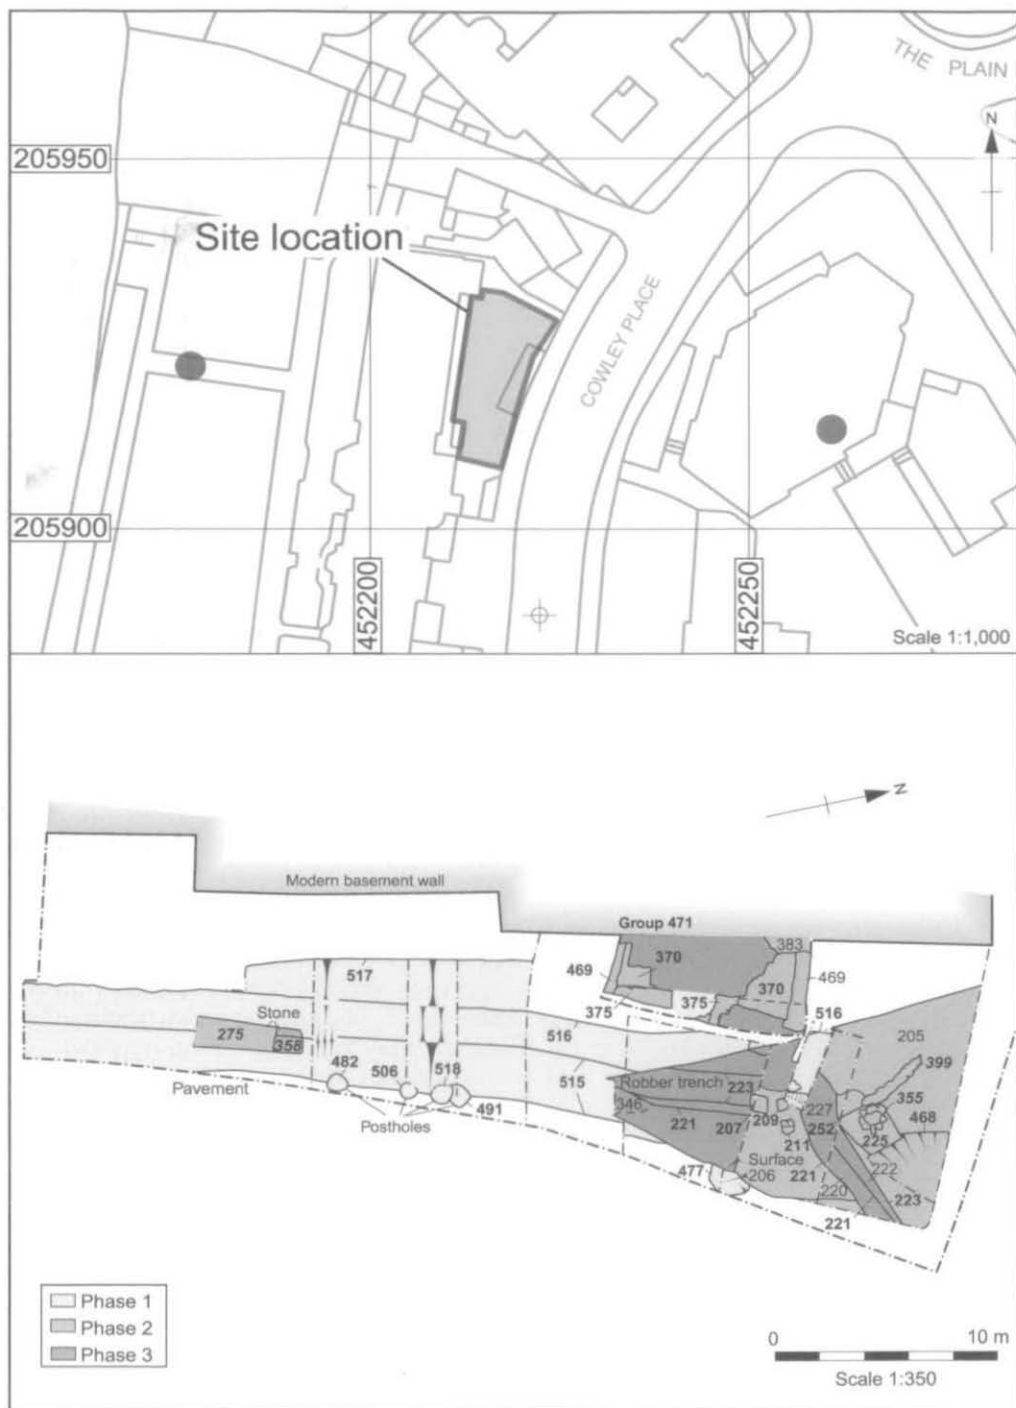 THE PLAIN
N
205950
Site location
COWLEY PLACE
205900
452200
452250
Scale 1:1,000
N
Modern basement wall
Group 471
383
469
370
469
517
370
375
375
516
516
Stone
205
275
358
399
482
506
518
515
Robber trench
223
355
346
227
468
Pavement
491
221
207
209
252
225
Postholes
211
Surface
222
477
206
221
220
223
221
Phase 1
Phase 2
Phase 3
0
10 m
Scale 1:350